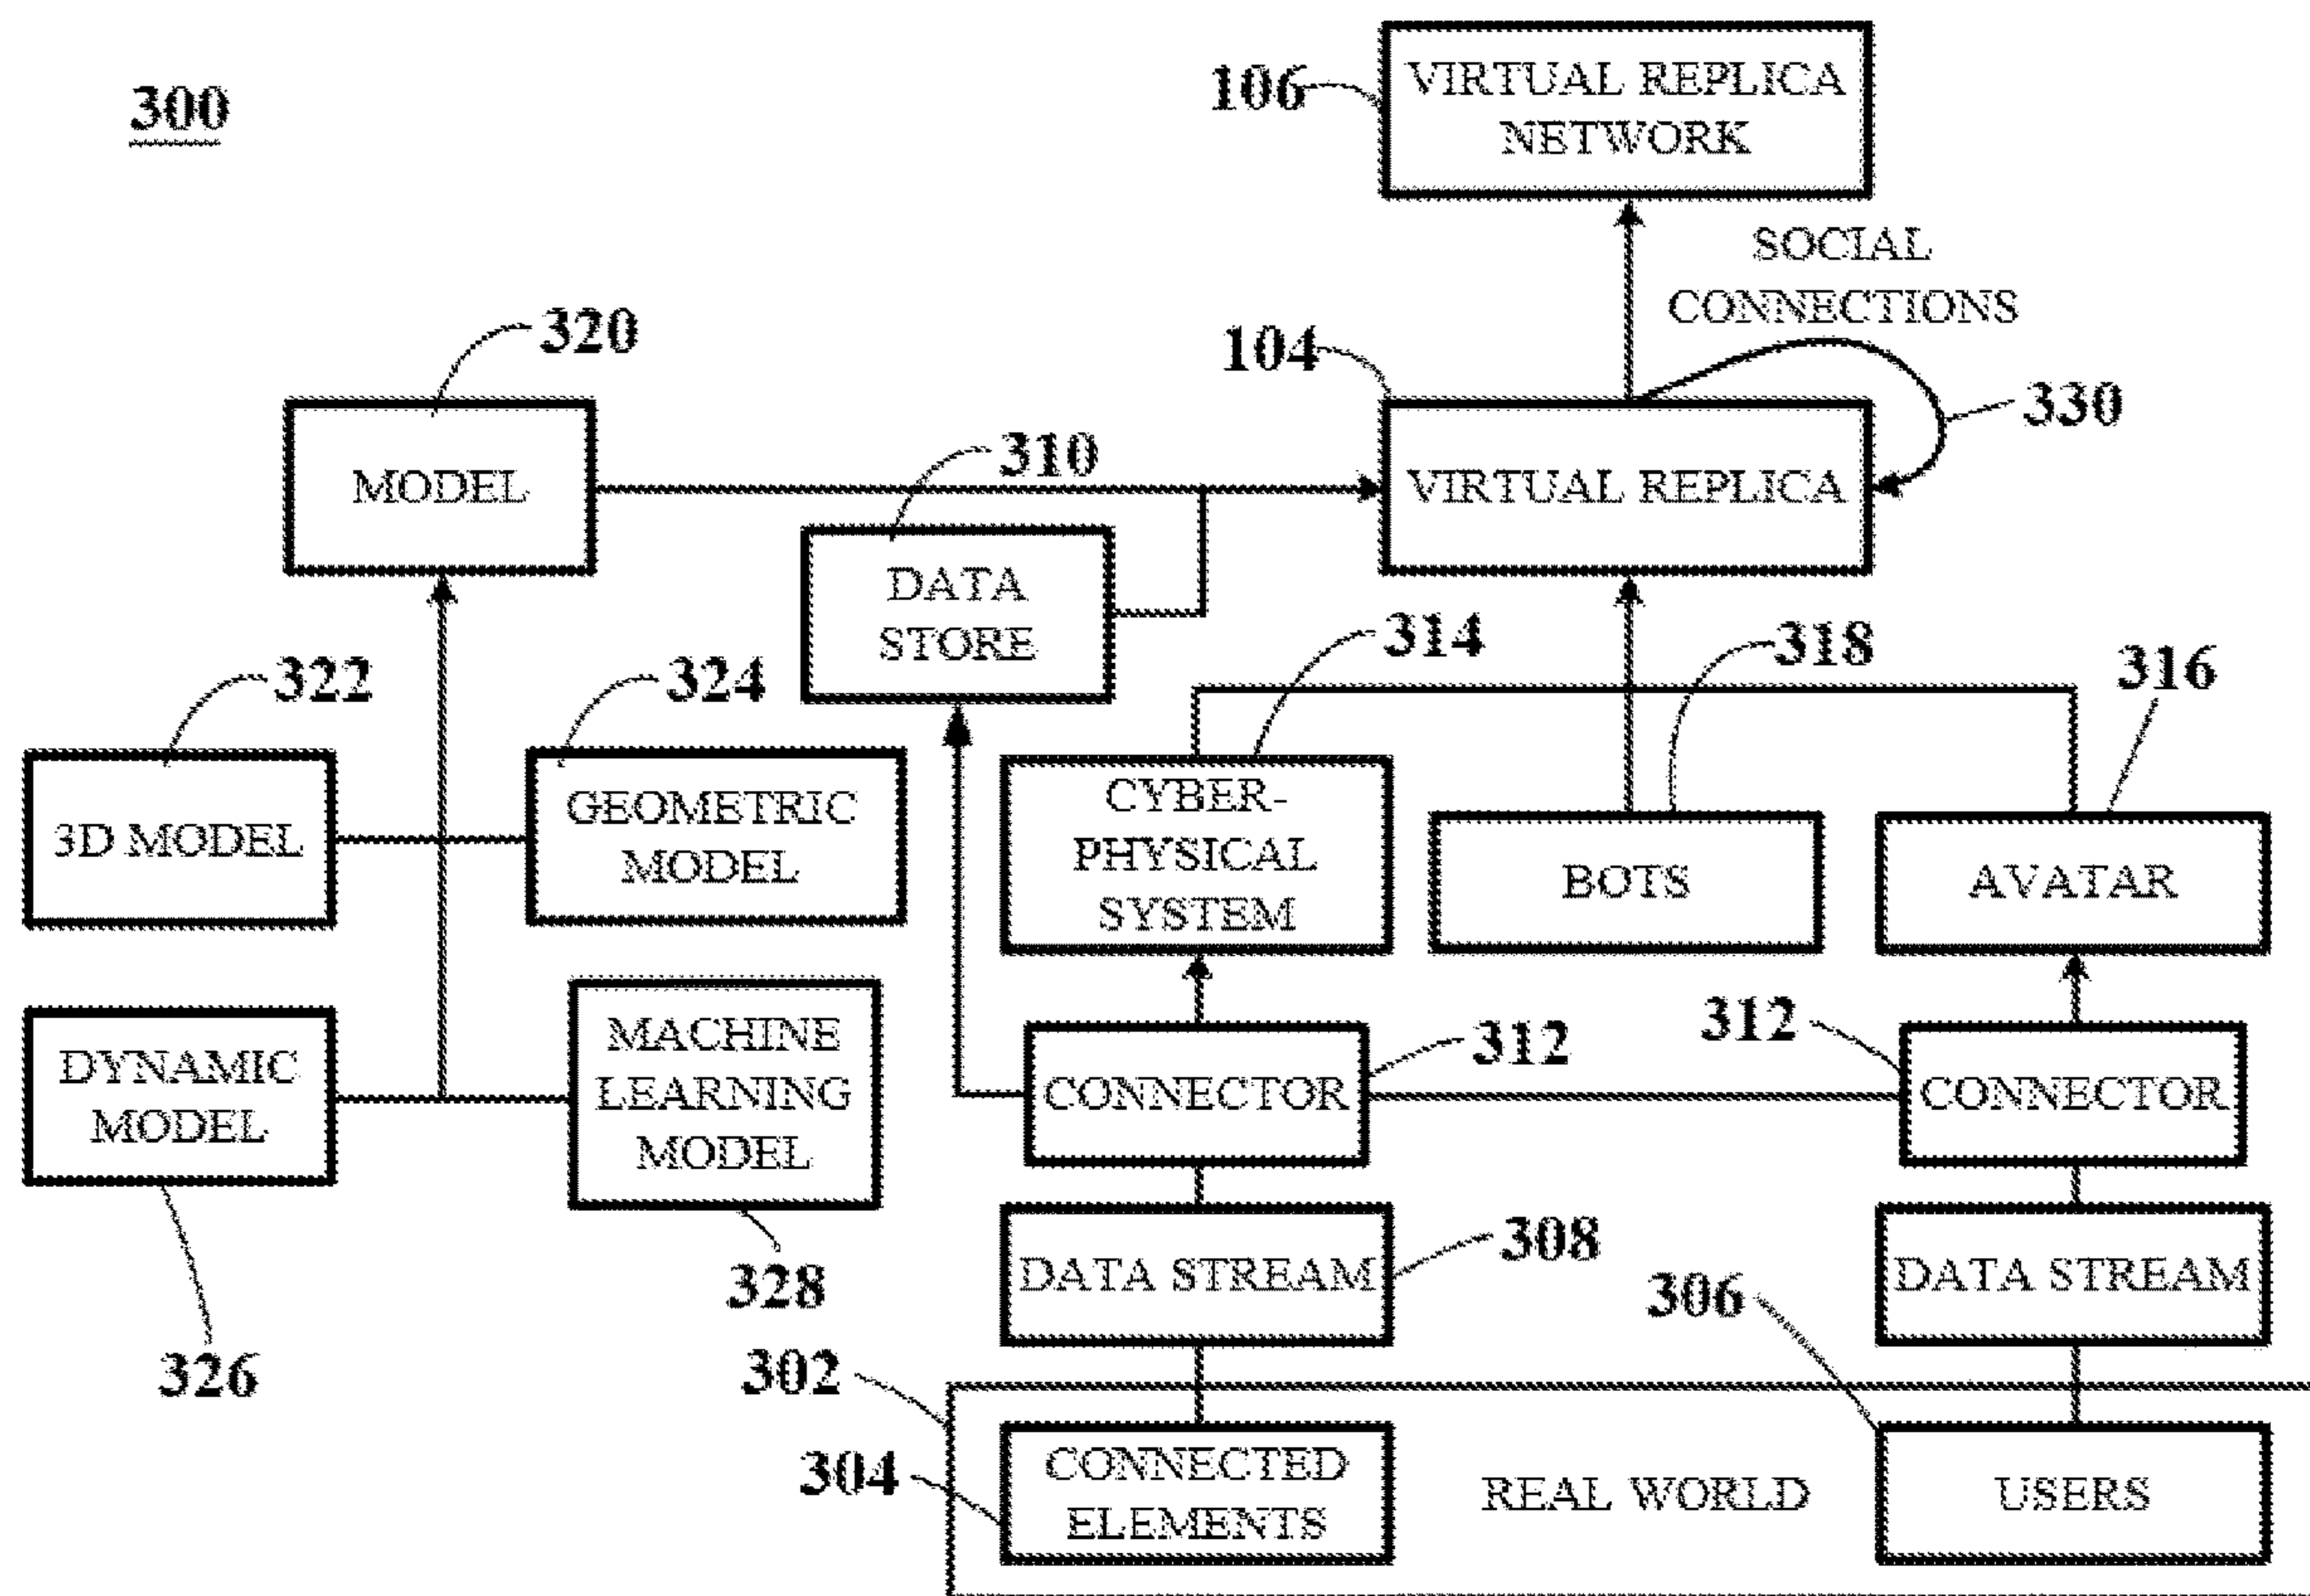 300
106
VIRTUAL REPLICA
NETWORK
SOCIAL
CONNECTIONS
320
104
330
MODEL
310
VIRTUAL REPLICA
DATA
STORE
314
318
316
322
324
3D MODEL
GEOMETRIC
MODEL
CYBER-
PHYSICAL
SYSTEM
BOTS
AVATAR
DYNAMIC
MODEL
MACHINE
LEARNING
MODEL
CONNECTOR
312
312
CONNECTOR
326
328
DATA STREAM
308
306
DATA STREAM
302
304
CONNECTED
ELEMENTS
REAL WORLD
USERS